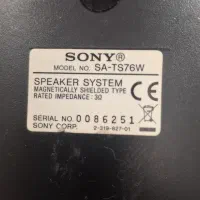 SONY®
MODEL NO. SA-TS76W
SPEAKER SYSTEM
MAGNETICALLY SHIELDED TYPE
RATED IMPEDANCE: 3Ω
CE
SERIAL NO. 0086251
SONY CORP. 2-319-827-01